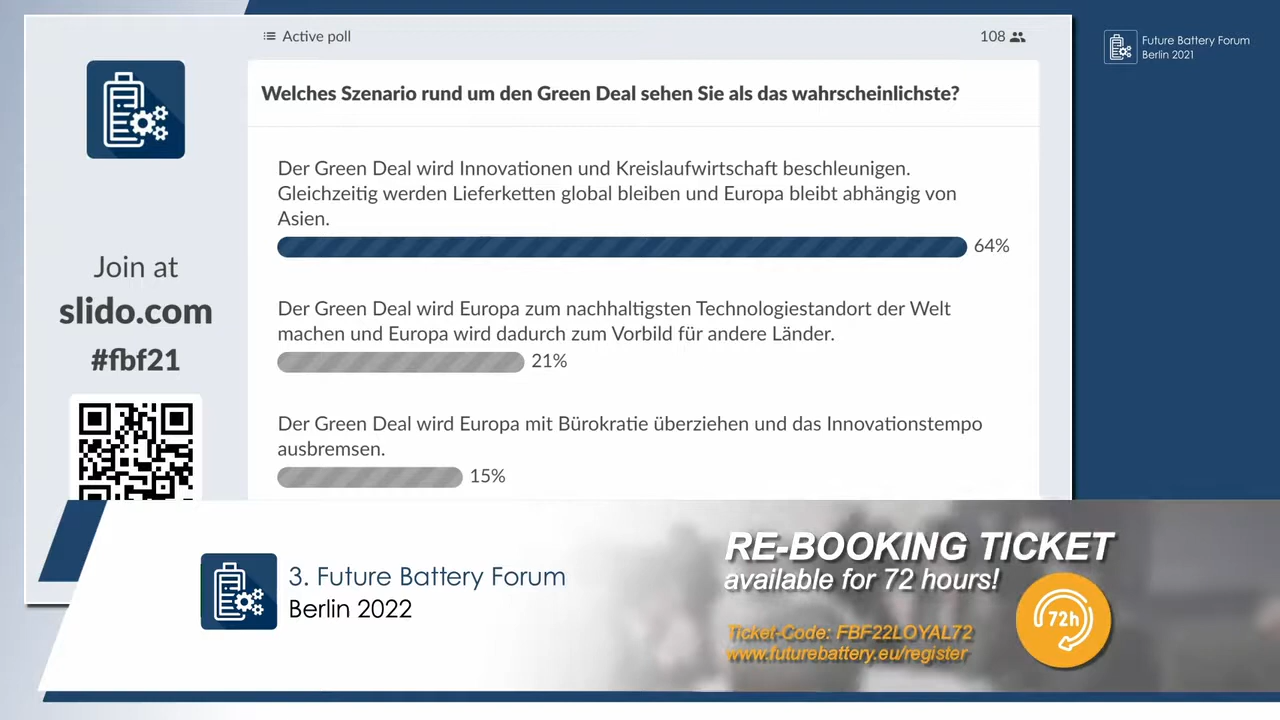 Active poll
108
Future Battery Forum
Berlin 2021
Welches Szenario rund um den Green Deal sehen Sie als das wahrscheinlichste?
Der Green Deal wird Innovationen und Kreislaufwirtschaft beschleunigen.
Gleichzeitig werden Lieferketten global bleiben und Europa bleibt abhängig von
Asien.
64%
Join at
slido.com
#fbf21
Der Green Deal wird Europa zum nachhaltigsten Technologiestandort der Welt
machen und Europa wird dadurch zum Vorbild für andere Länder.
21%
Der Green Deal wird Europa mit Bürokratie überziehen und das Innovationstempo
ausbremsen.
15%
3. Future Battery Forum
Berlin 2022
RE-BOOKING TICKET
available for 72 hours!
72h
Ticket-Code: FBF22LOYAL72
www.futurebattery.eu/register